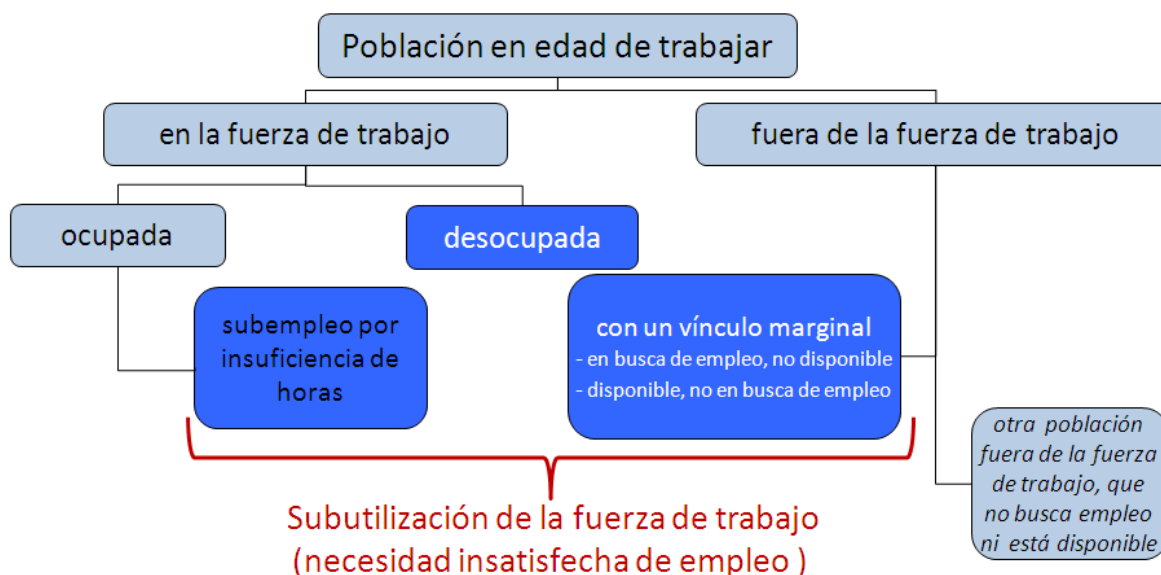 Población en edad de trabajar
en la fuerza de trabajo
fuera de la fuerza de trabajo
ocupada
desocupada
subempleo por
insuficiencia de
horas
con un vínculo marginal
- en busca de empleo, no disponible
- disponible, no en busca de empleo
otra población
fuera de la fuerza
de trabajo, que
no busca empleo
ni está disponible
Subutilización de la fuerza de trabajo
(necesidad insatisfecha de empleo )